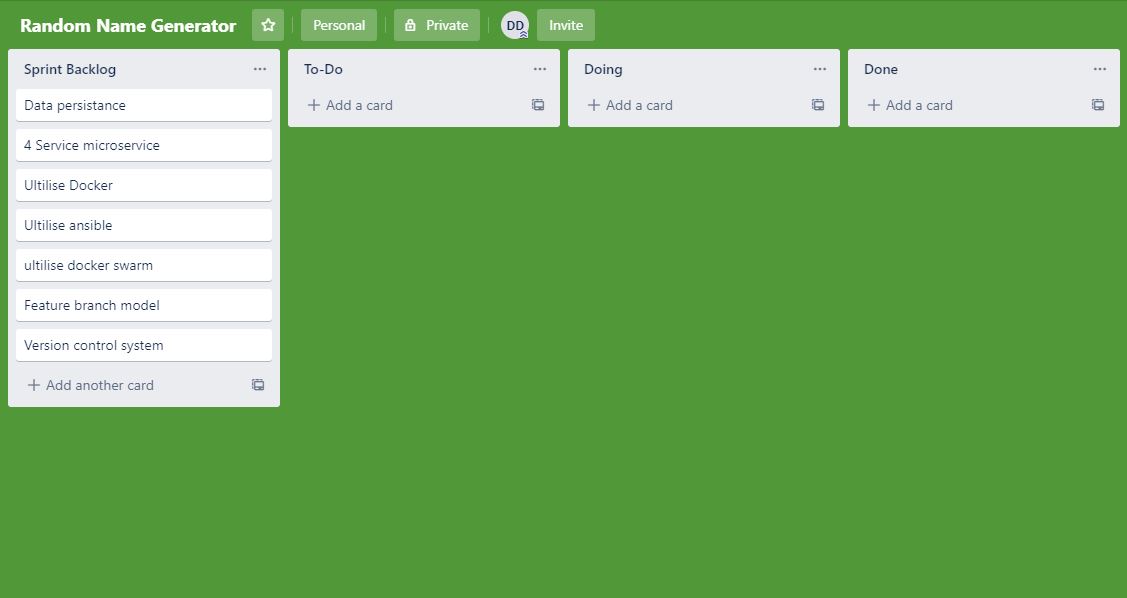 Random Name Generator
Personal
Private
DD
Invite
Sprint Backlog
Data persistance
4 Service microservice
Ultilise Docker
Ultilise ansible
ultilise docker swarm
Feature branch model
Version control system
Add another card
To-Do
Add a card
Doing
Add a card
Done
Add a card